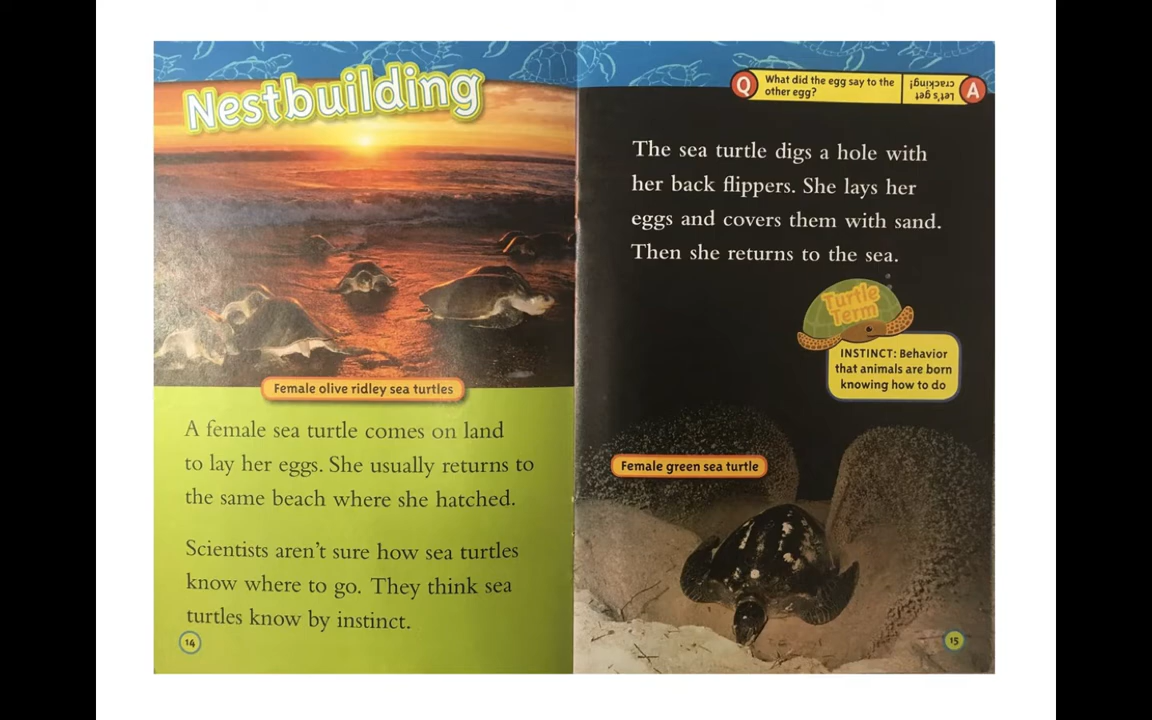 Nestbuilding
Female olive ridley sea turtles
A female sea turtle comes on land
to lay her eggs. She usually returns to
the same beach where she hatched.
Scientists aren't sure how sea turtles
know where to go. They think sea
turtles know by instinct.
14
Q
What did the egg say to the
other egg?
A
Let's get
cracking!
The sea turtle digs a hole with
her back flippers. She lays her
eggs and covers them with sand.
Then she returns to the sea.
Turtle
Term
INSTINCT: Behavior
that animals are born
knowing how to do
Female green sea turtle
15